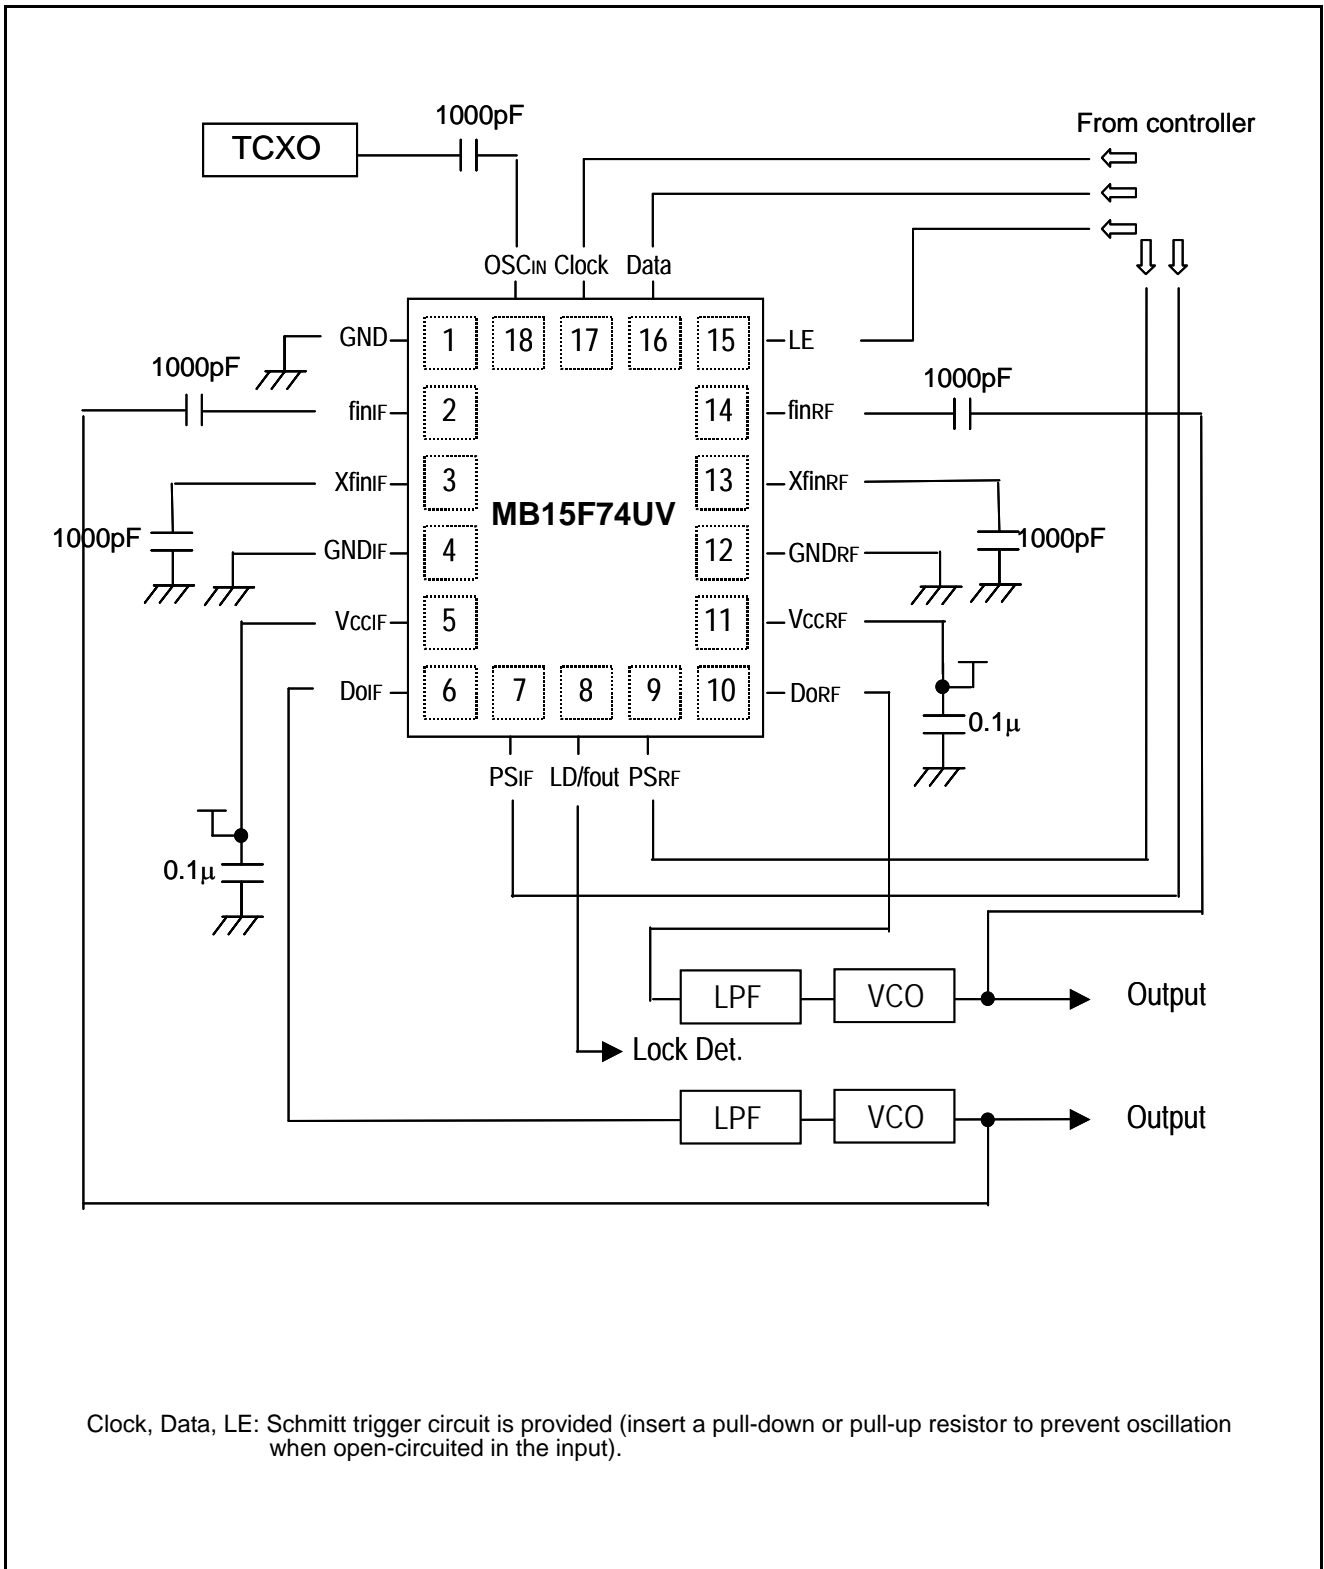 1000pF
From controller
TCXO
OSCIN Clock Data
GND 1 18 17 16 15 LE
1000pF
1000pF
finIF 2 14 finRF
XfinIF 3 13 XfinRF
MB15F74UV
1000pF
1000pF
GNDIF 4 12 GNDRF
VCCIF 5 11 VCCRF
DOIF 6 7 8 9 10 DORF
0.1μ
PSIF LD/fout PSRF
0.1μ
LPF VCO Output
Lock Det.
LPF VCO Output
Clock, Data, LE: Schmitt trigger circuit is provided (insert a pull-down or pull-up resistor to prevent oscillation
when open-circuited in the input).